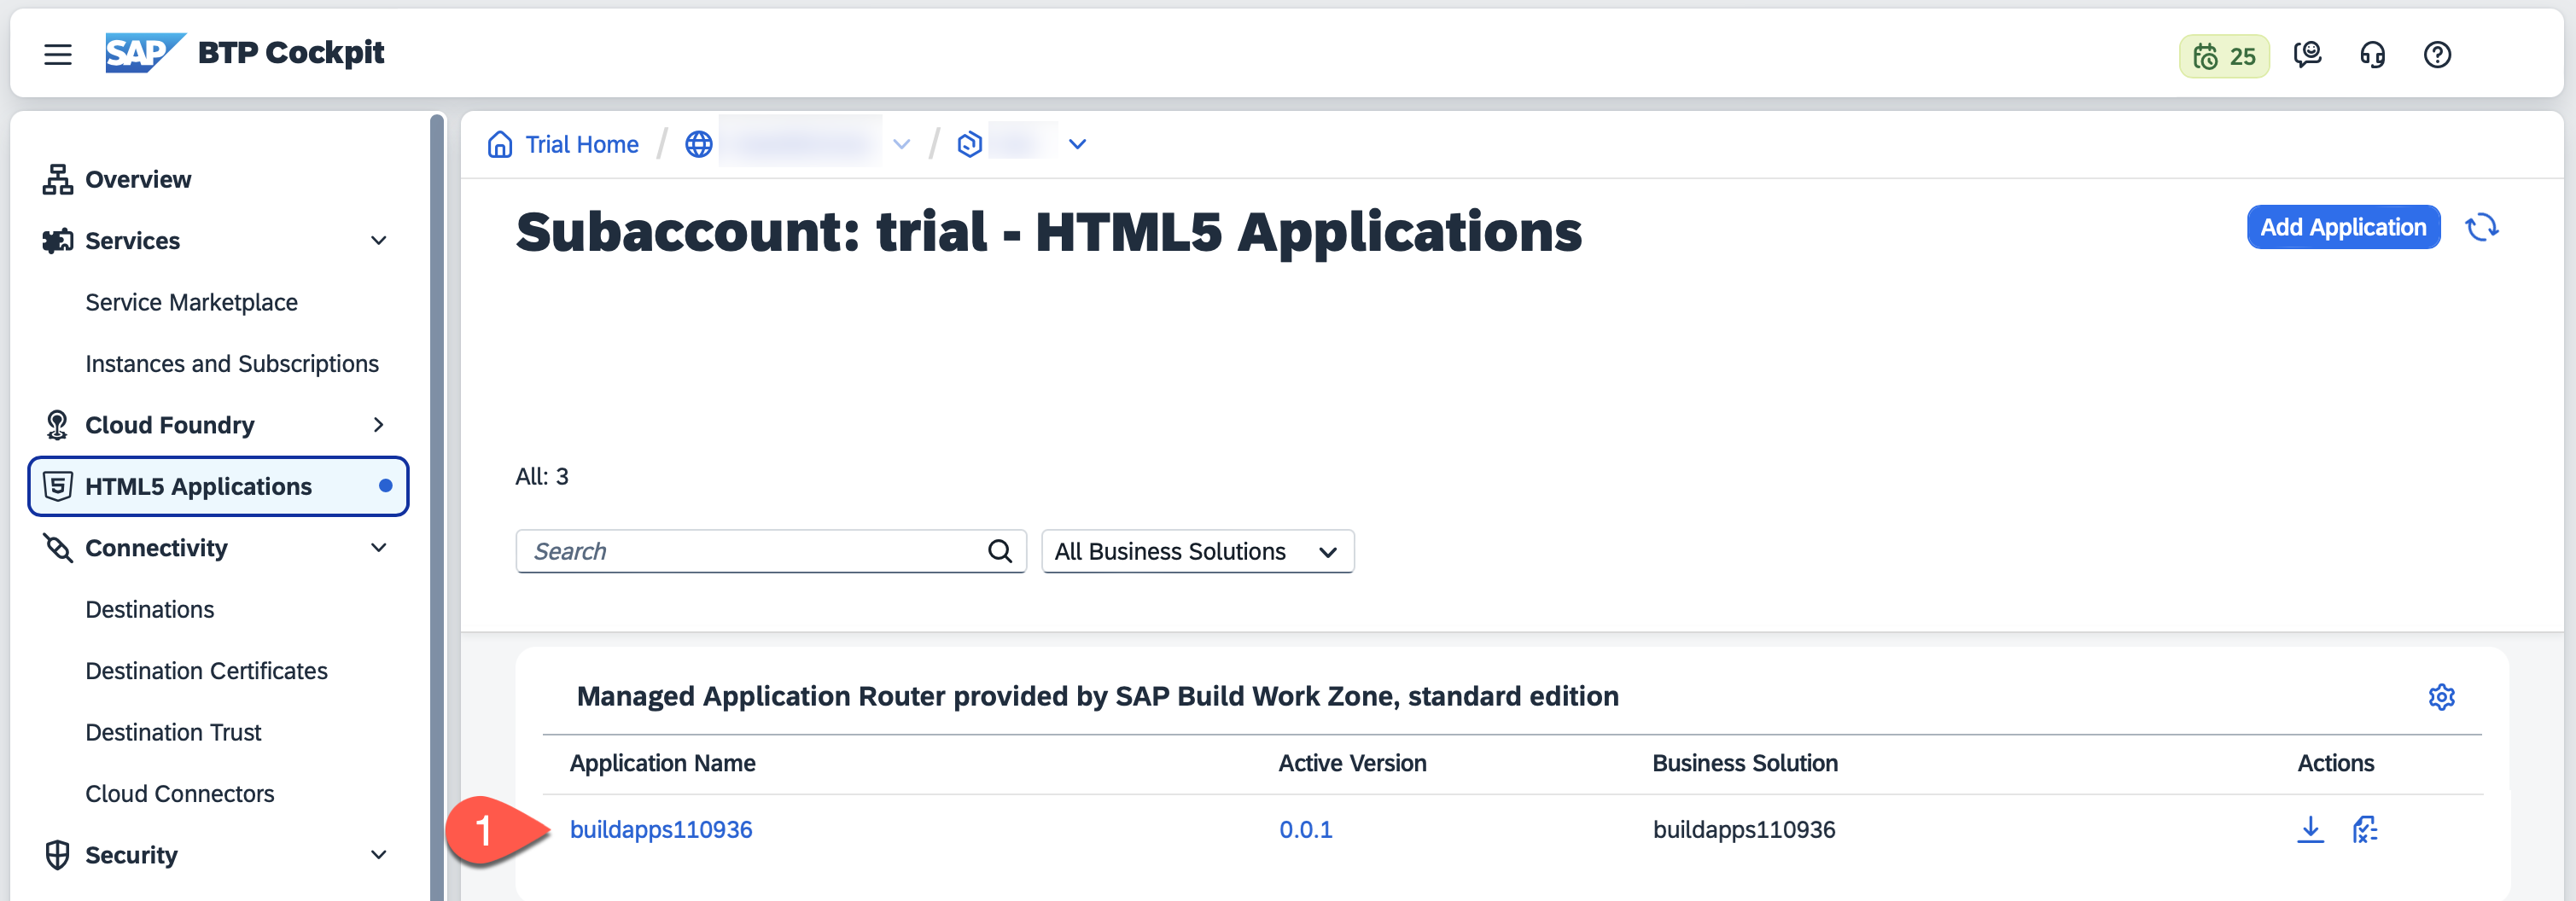 SAP BTP Cockpit
25
Overview
Services
Service Marketplace
Instances and Subscriptions
Cloud Foundry
HTML5 Applications
Connectivity
Destinations
Destination Certificates
Destination Trust
Cloud Connectors
Security
Trial Home / /
Subaccount: trial - HTML5 Applications
Add Application
All: 3
Search
All Business Solutions
Managed Application Router provided by SAP Build Work Zone, standard edition
Application Name Active Version Business Solution Actions
1 buildapps110936 0.0.1 buildapps110936